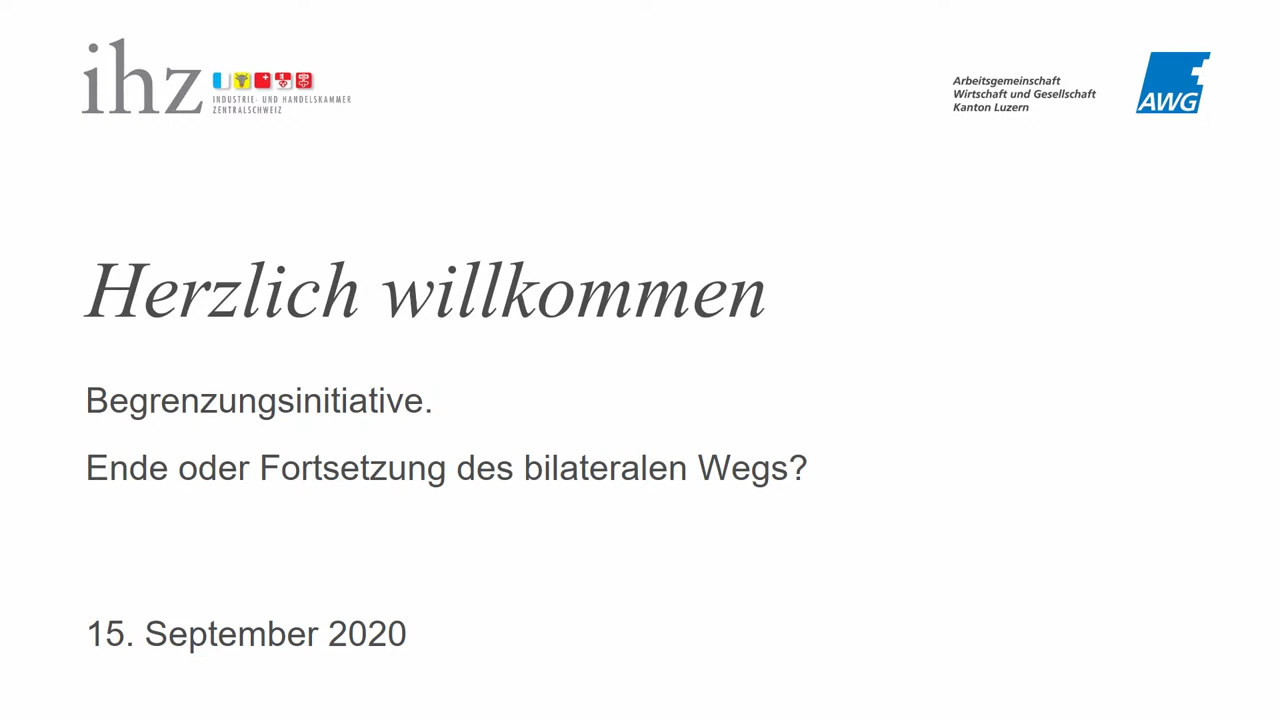 ihz
INDUSTRIE- UND HANDELSKAMMER
ZENTRALSCHWEIZ
Arbeitsgemeinschaft
Wirtschaft und Gesellschaft
Kanton Luzern
AWG
Herzlich willkommen
Begrenzungsinitiative.
Ende oder Fortsetzung des bilateralen Wegs?
15. September 2020